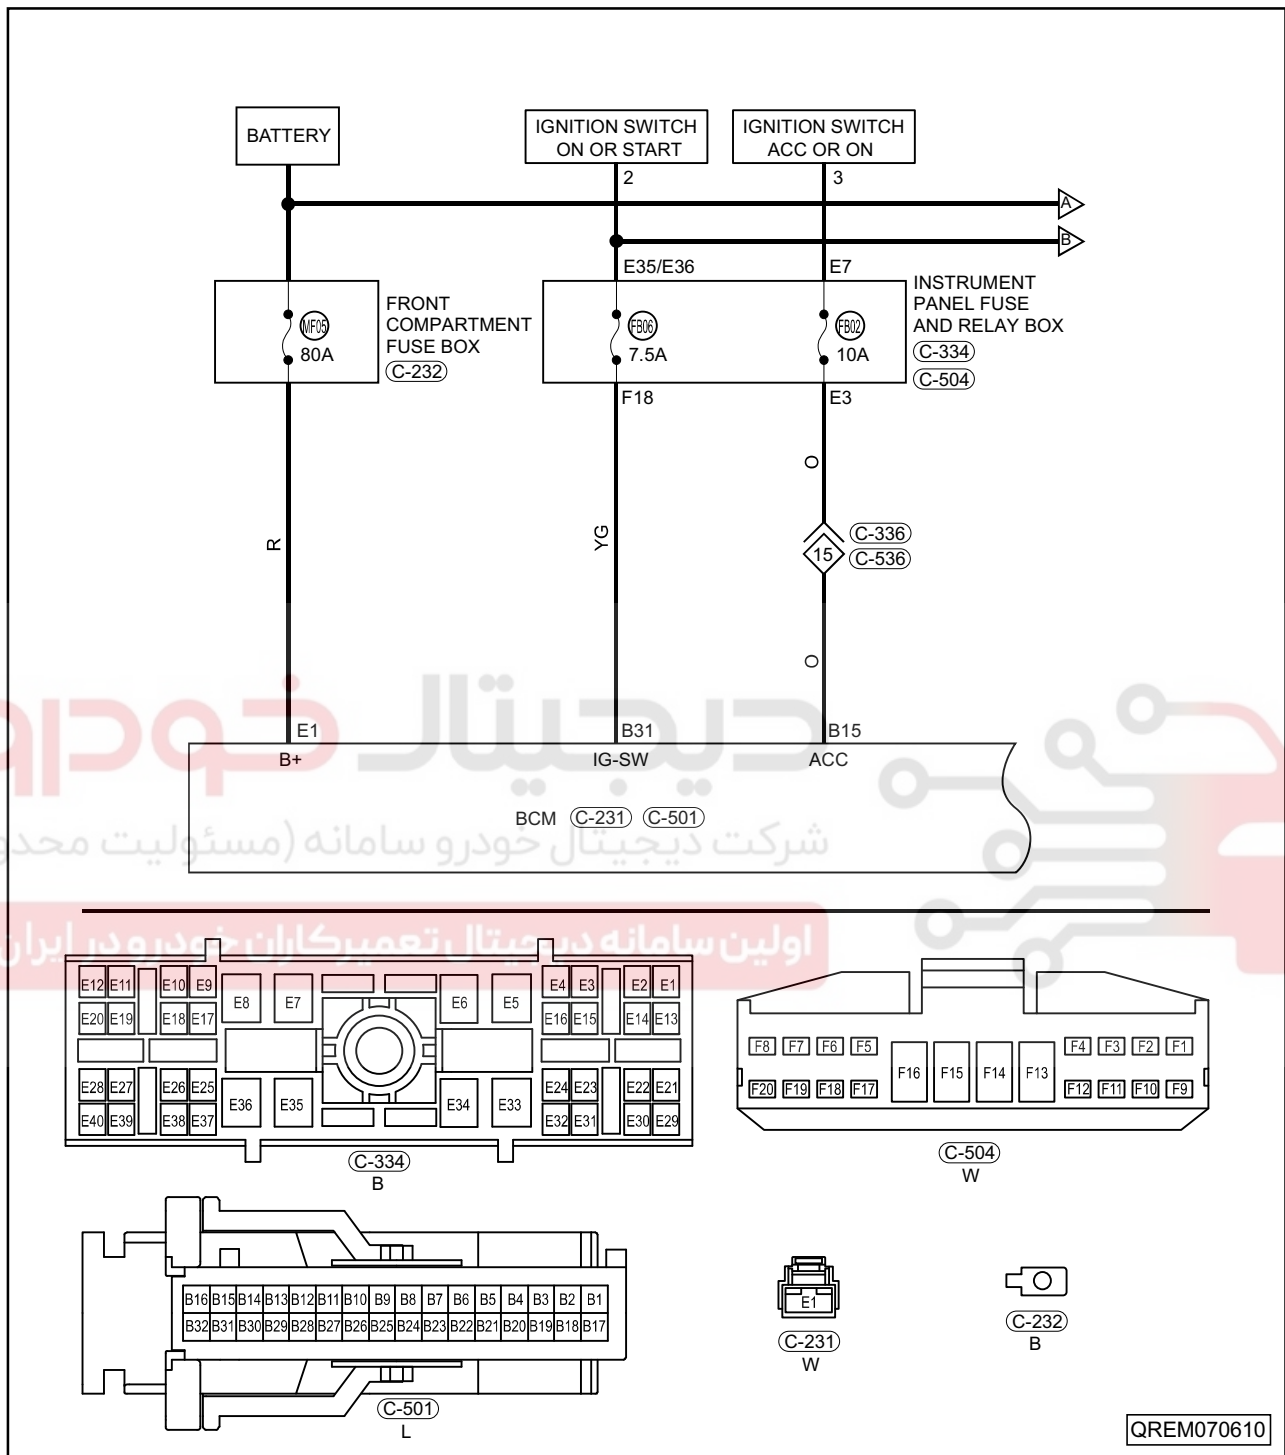 BATTERY
IGNITION SWITCH
ON OR START
IGNITION SWITCH
ACC OR ON
2
3
A
B
E35/E36
E7
MF05
80A
FRONT
COMPARTMENT
FUSE BOX
C-232
FB06
7.5A
FB02
10A
INSTRUMENT
PANEL FUSE
AND RELAY BOX
C-334
C-504
F18
E3
O
R
YG
15
C-336
C-536
O
E1
B31
B15
B+
IG-SW
ACC
BCM C-231 C-501
دیجیتال خودرو
شرکت دیجیتال خودرو سامانه (مسئولیت محدو
اولین سامانه دیجیتال تعمیرکاران خودرو در ایران
E12 E11 E10 E9 E8 E7 E6 E5 E4 E3 E2 E1
E20 E19 E18 E17 E16 E15 E14 E13
E28 E27 E26 E25 E36 E35 E34 E33 E24 E23 E22 E21
E40 E39 E38 E37 E32 E31 E30 E29
C-334
B
F8 F7 F6 F5 F4 F3 F2 F1
F16 F15 F14 F13
F20 F19 F18 F17 F12 F11 F10 F9
C-504
W
B16 B15 B14 B13 B12 B11 B10 B9 B8 B7 B6 B5 B4 B3 B2 B1
B32 B31 B30 B29 B28 B27 B26 B25 B24 B23 B22 B21 B20 B19 B18 B17
C-501
L
E1
C-231
W
C-232
B
QREM070610